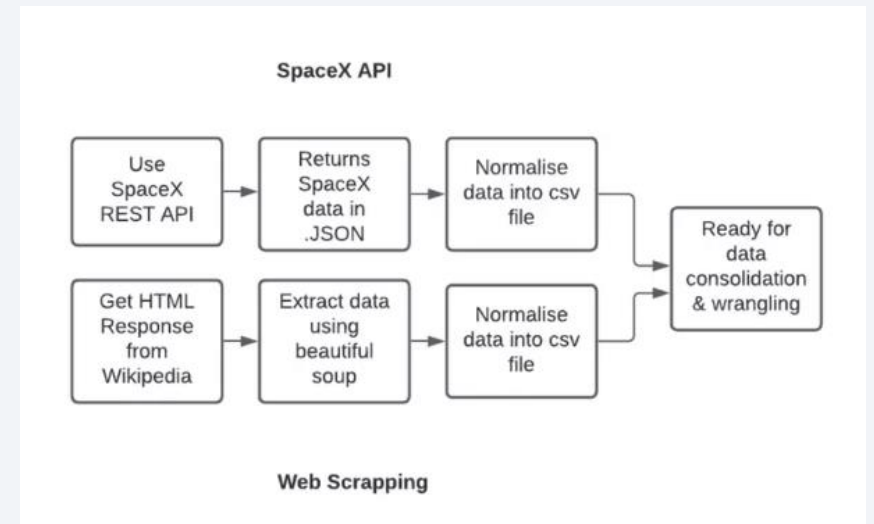 SpaceX API
Use
SpaceX
REST API
Returns
SpaceX
data in
.JSON
Normalise
data into csv
file
Ready for
data
consolidation
& wrangling
Get HTML
Response
from
Wikipedia
Extract data
using
beautiful
soup
Normalise
data into csv
file
Web Scrapping